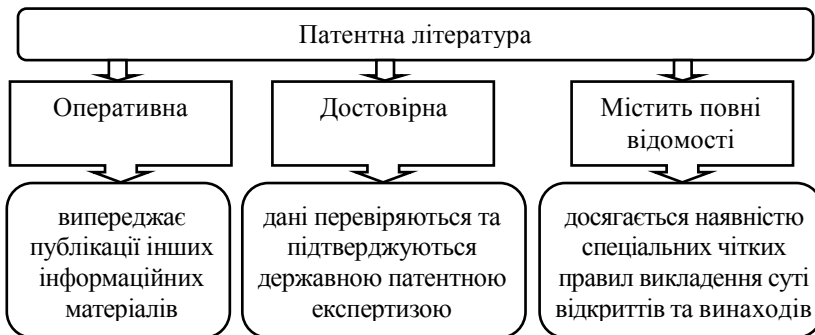 Патентна література
Оперативна
Достовірна
Містить повні
відомості
випереджає
публікації інших
інформаційних
матеріалів
дані перевіряються та
підтверджуються
державною патентною
експертизою
досягається наявністю
спеціальних чітких
правил викладення суті
відкриттів та винаходів